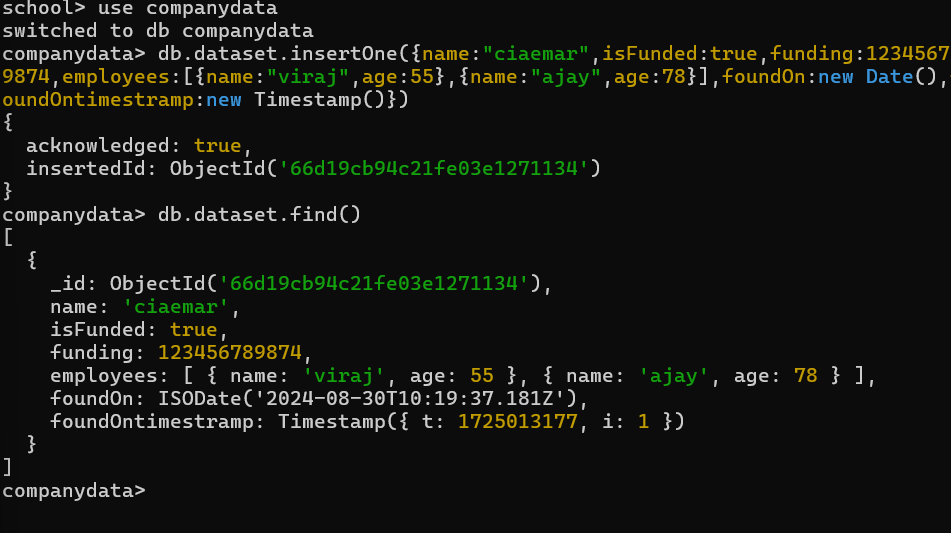 school> use companydata
switched to db companydata
companydata> db.dataset.insertOne({name:"ciaemar",isFunded:true,funding:1234567
9874,employees:[{name:"viraj",age:55},{name:"ajay",age:78}],foundOn:new Date(),
oundOntimestramp:new Timestamp()})
{
  acknowledged: true,
  insertedId: ObjectId('66d19cb94c21fe03e1271134')
}
companydata> db.dataset.find()
[
  {
    _id: ObjectId('66d19cb94c21fe03e1271134'),
    name: 'ciaemar',
    isFunded: true,
    funding: 123456789874,
    employees: [ { name: 'viraj', age: 55 }, { name: 'ajay', age: 78 } ],
    foundOn: ISODate('2024-08-30T10:19:37.181Z'),
    foundOntimestramp: Timestamp({ t: 1725013177, i: 1 })
  }
]
companydata>